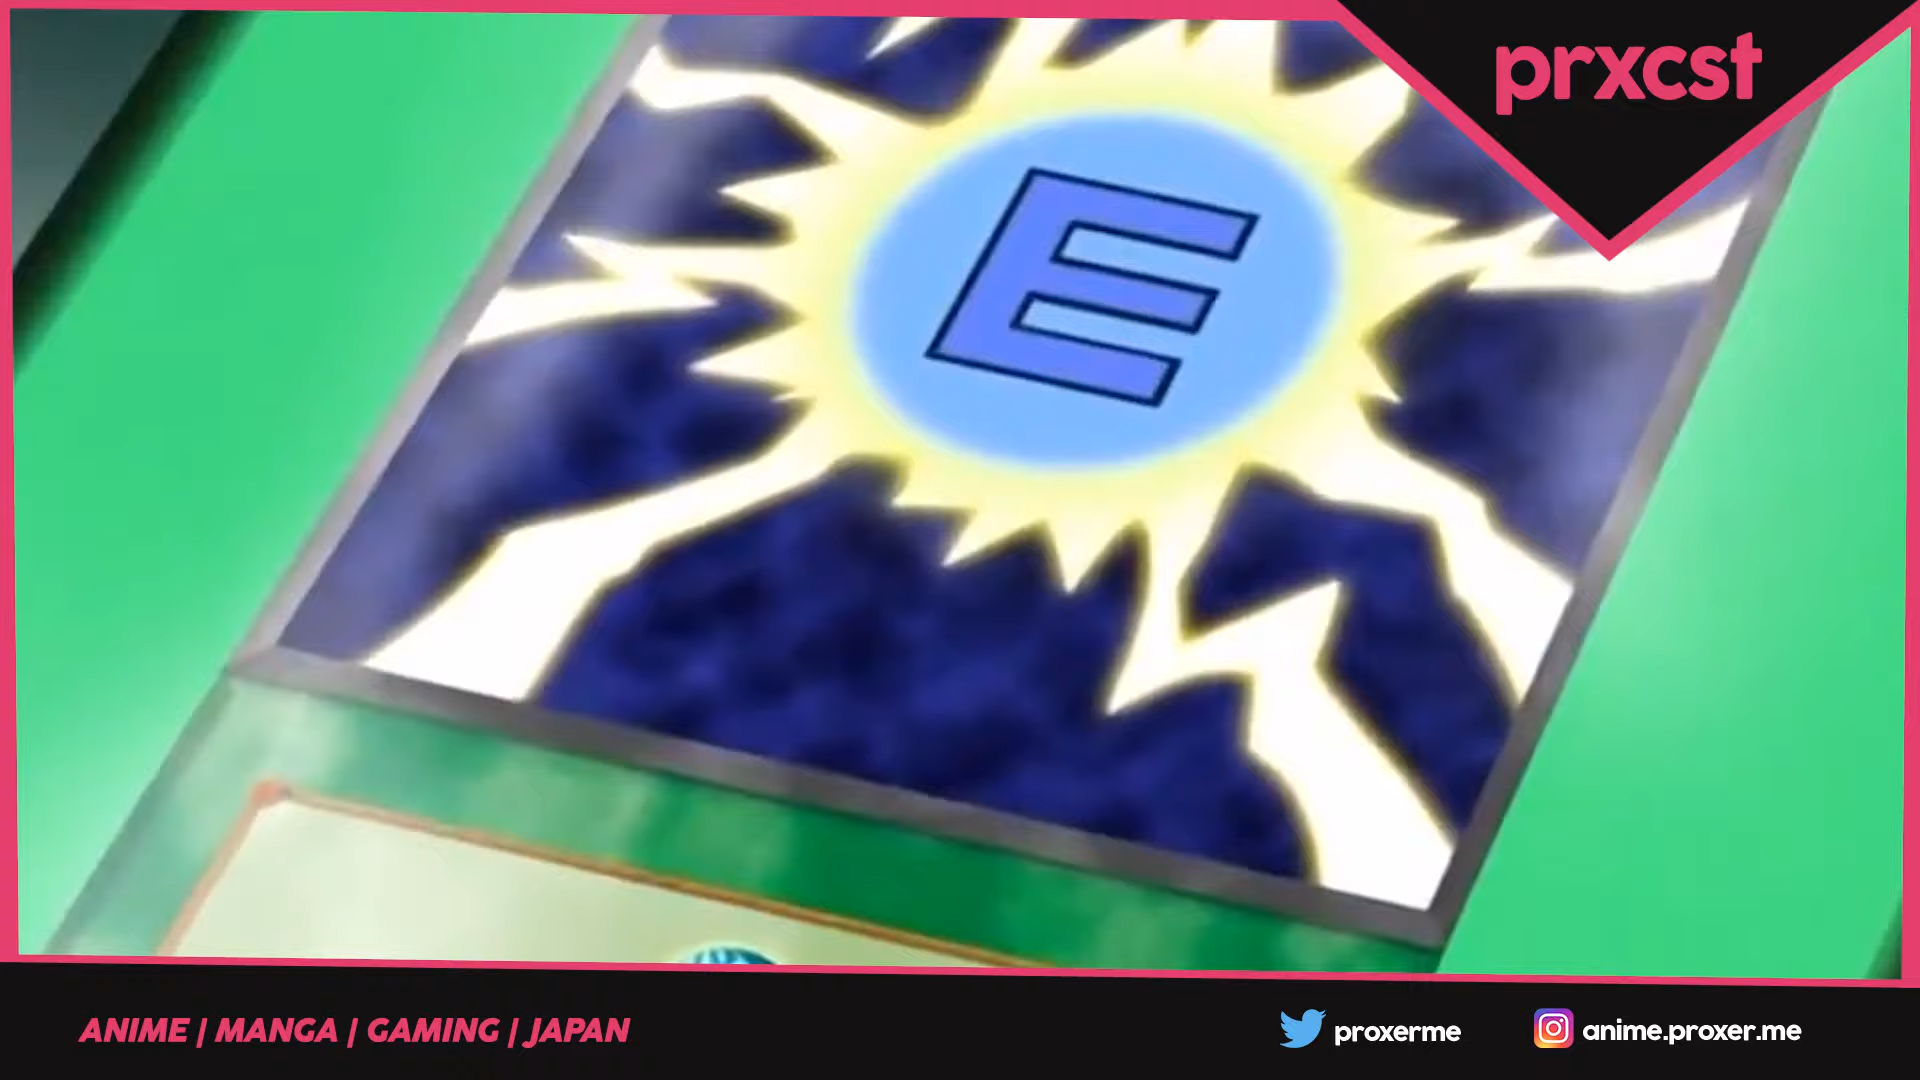 prxcst
E
ANIME | MANGA | GAMING | JAPAN
proxerme
anime.proxer.me